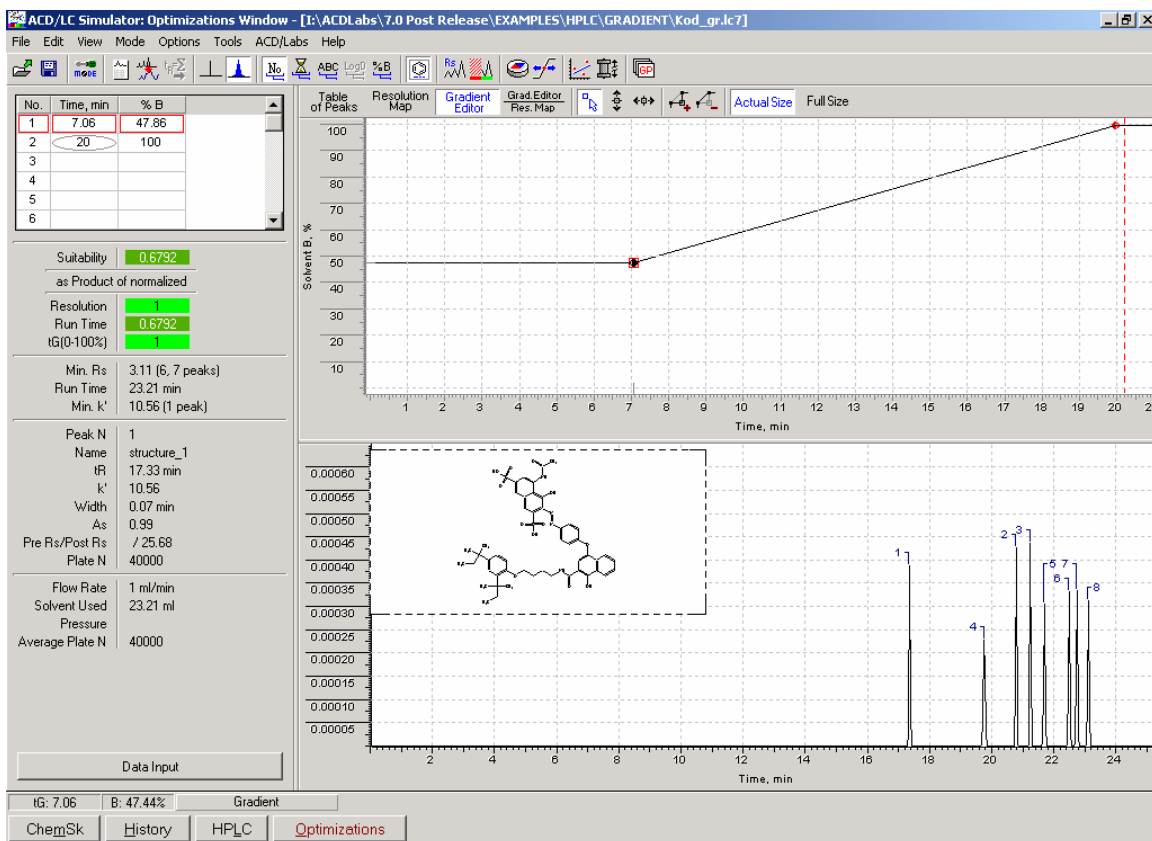 ACD/LC Simulator: Optimizations Window - [I:\ACDLabs\7.0 Post Release\EXAMPLES\HPLC\GRADIENT\Kod_gr.lc7]
File Edit View Mode Options Tools ACD/Labs Help
MODE No ABC LogD %B Rs GP
No. Time, min % B
1 7.06 47.86
2 20 100
3
4
5
6
Table of Peaks Resolution Map Gradient Editor Grad.Editor Res. Map Actual Size Full Size
Suitability 0.6792
as Product of normalized
Resolution 1
Run Time 0.6792
tG(0-100%) 1
Min. Rs 3.11 (6, 7 peaks)
Run Time 23.21 min
Min. k' 10.56 (1 peak)
Peak N 1
Name structure_1
tR 17.33 min
k' 10.56
Width 0.07 min
As 0.99
Pre Rs/Post Rs / 25.68
Plate N 40000
Flow Rate 1 ml/min
Solvent Used 23.21 ml
Pressure
Average Plate N 40000
Data Input
Solvent B, %
100
90
80
70
60
50
40
30
20
10
1 2 3 4 5 6 7 8 9 10 11 12 13 14 15 16 17 18 19 20
Time, min
0.00060
0.00055
0.00050
0.00045
0.00040
0.00035
0.00030
0.00025
0.00020
0.00015
0.00010
0.00005
1 4 2 3 5 6 7 8
2 4 6 8 10 12 14 16 18 20 22 24
Time, min
tG: 7.06 B: 47.44% Gradient
ChemSk History HPLC Optimizations